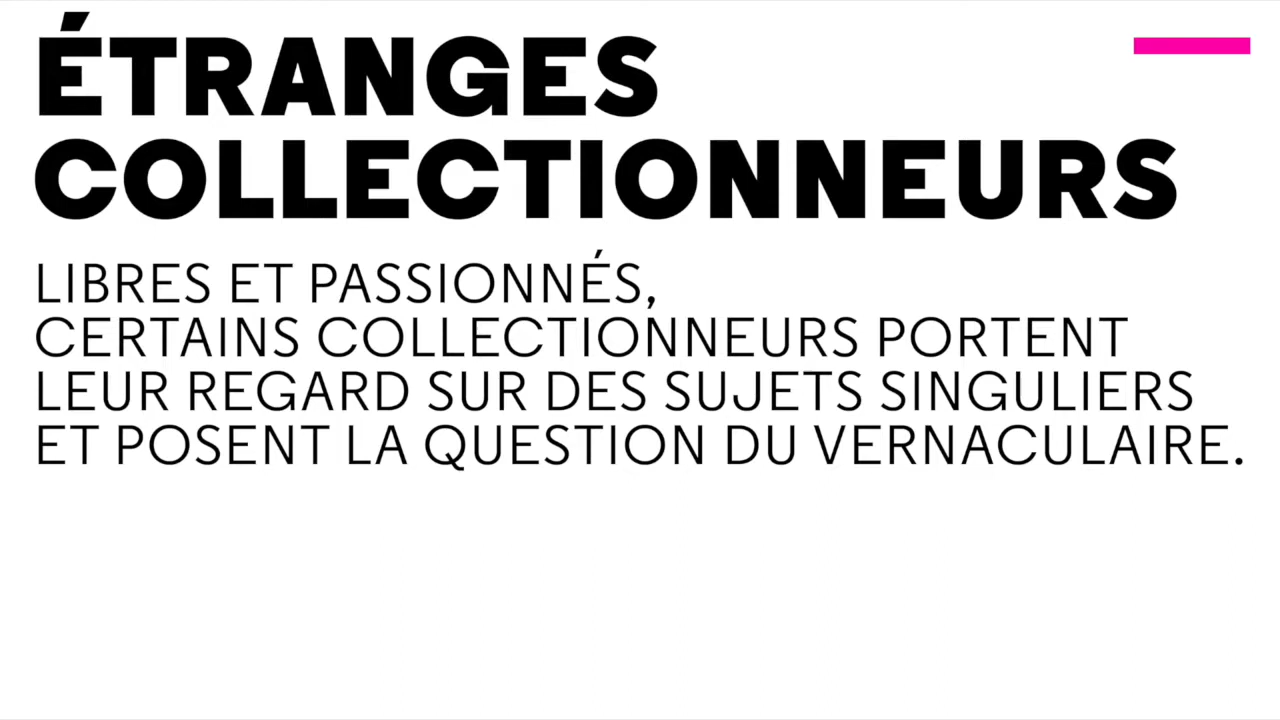 ÉTRANGES
COLLECTIONNEURS
LIBRES ET PASSIONNÉS,
CERTAINS COLLECTIONNEURS PORTENT
LEUR REGARD SUR DES SUJETS SINGULIERS
ET POSENT LA QUESTION DU VERNACULAIRE.